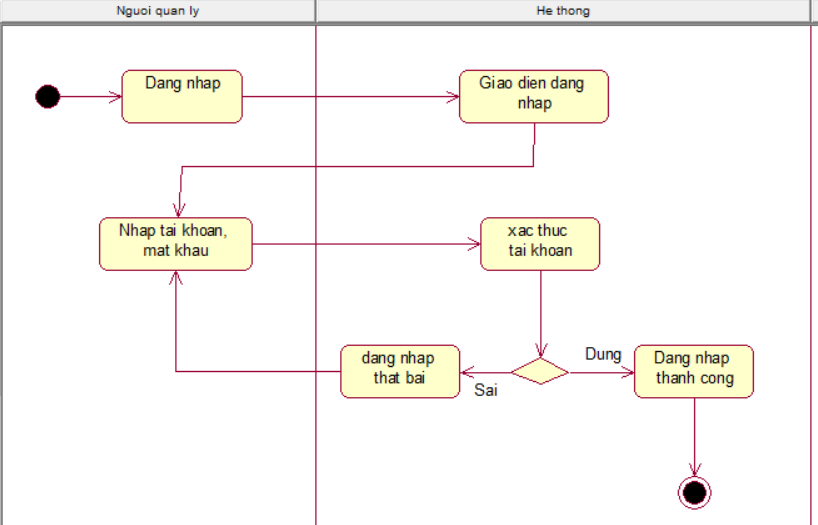 Nguoi quan ly
He thong
Dang nhap
Giao dien dang
nhap
Nhap tai khoan,
mat khau
xac thuc
tai khoan
dang nhap
that bai
Sai
Dung
Dang nhap
thanh cong